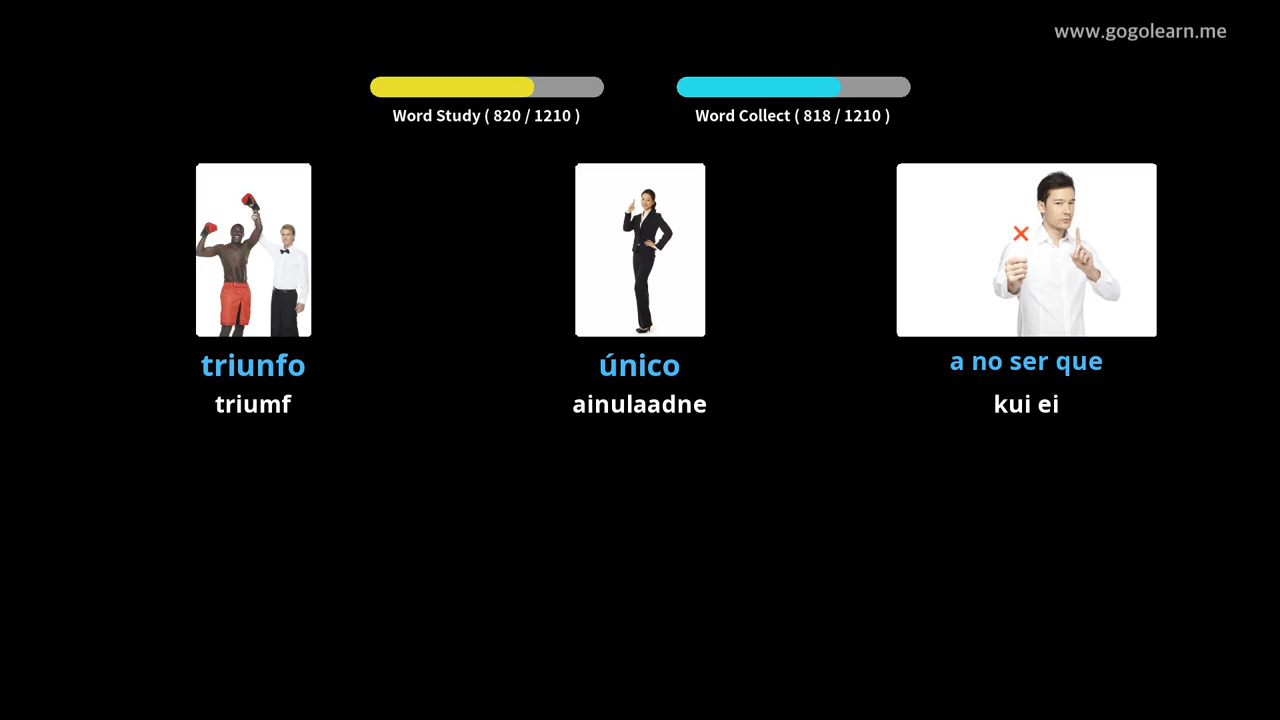 www.gogolearn.me
Word Study ( 820 / 1210 )
Word Collect ( 818 / 1210 )
triunfo
triumf
único
ainulaadne
a no ser que
kui ei